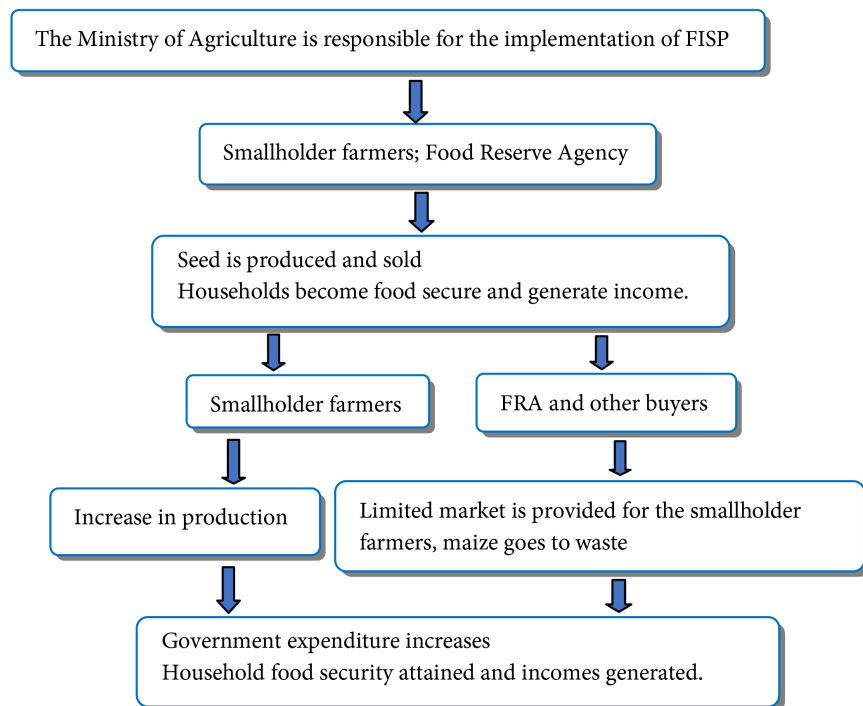 The Ministry of Agriculture is responsible for the implementation of FISP
Smallholder farmers; Food Reserve Agency
Seed is produced and sold
Households become food secure and generate income.
Smallholder farmers
FRA and other buyers
Increase in production
Limited market is provided for the smallholder
farmers, maize goes to waste
Government expenditure increases
Household food security attained and incomes generated.